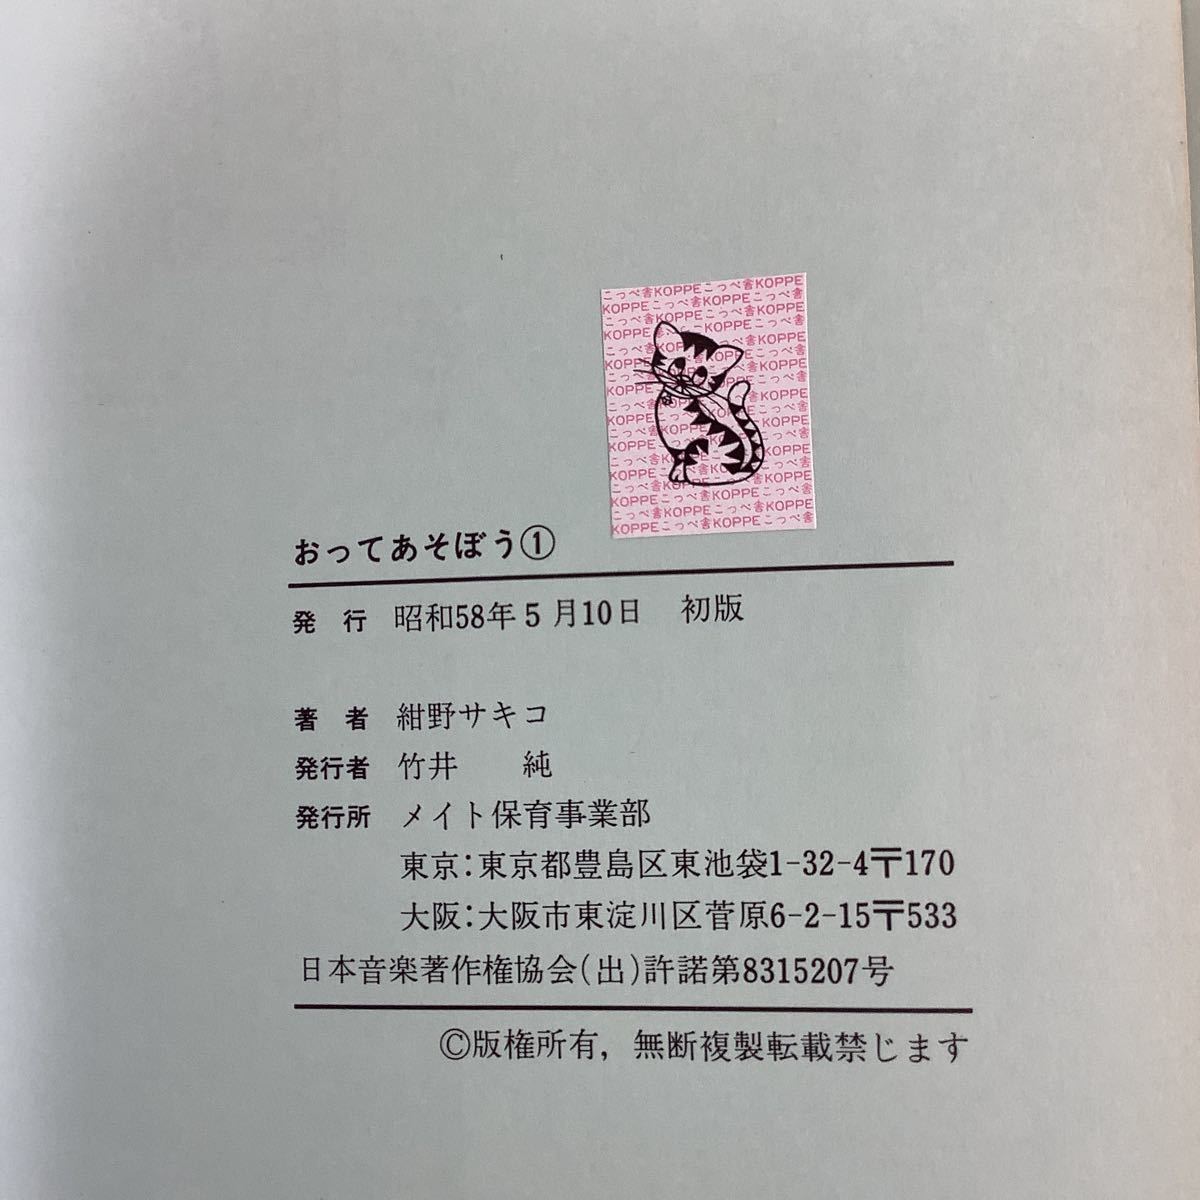 こっぺ舎KOPPEこっぺ舎
KOPPEこっぺ舎KOPPE
おってあそぼう①
発 行 昭和58年5月10日 初版
著 者 紺野サキコ
発行者 竹井 純
発行所 メイト保育事業部
東京:東京都豊島区東池袋1-32-4〒170
大阪:大阪市東淀川区菅原6-2-15〒533
日本音楽著作権協会(出)許諾第8315207号
©版権所有,無断複製転載禁じます